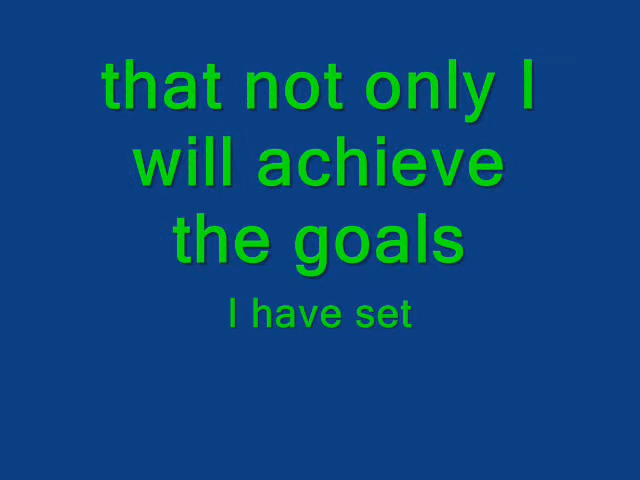 that not only I
will achieve
the goals
I have set